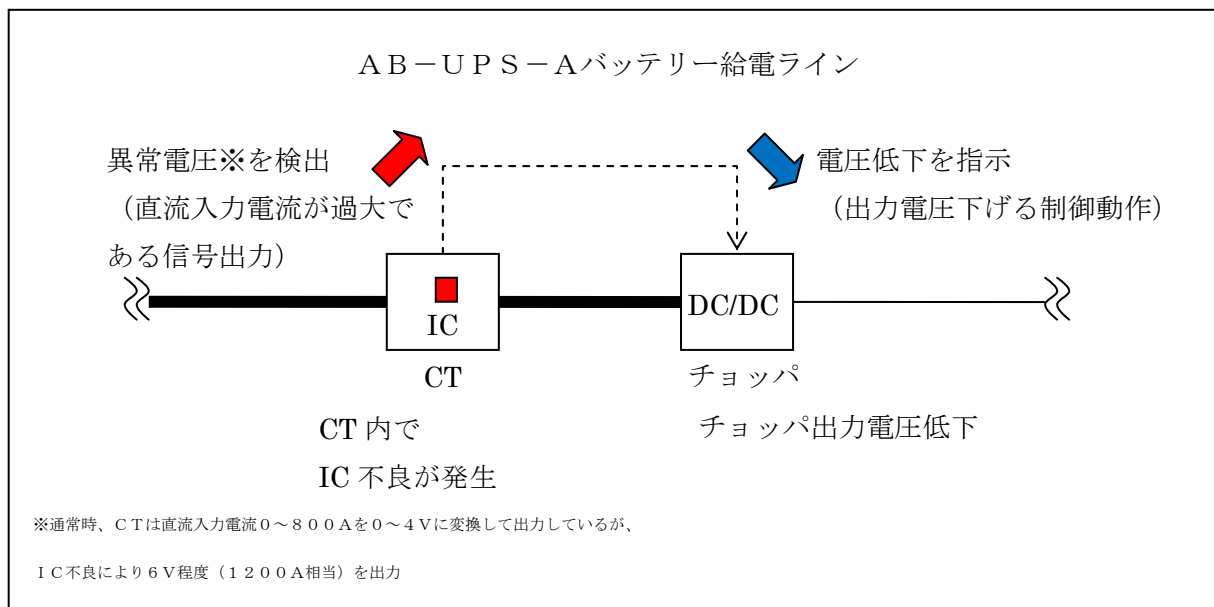 ＡＢ－ＵＰＳ－Ａバッテリー給電ライン
異常電圧※を検出
（直流入力電流が過大で
ある信号出力）
電圧低下を指示
（出力電圧下げる制御動作）
IC
DC/DC
CT
チョッパ
CT 内で
IC 不良が発生
チョッパ出力電圧低下
※通常時、ＣＴは直流入力電流０～８００Ａを０～４Ｖに変換して出力しているが、
ＩＣ不良により６Ｖ程度（１２００Ａ相当）を出力